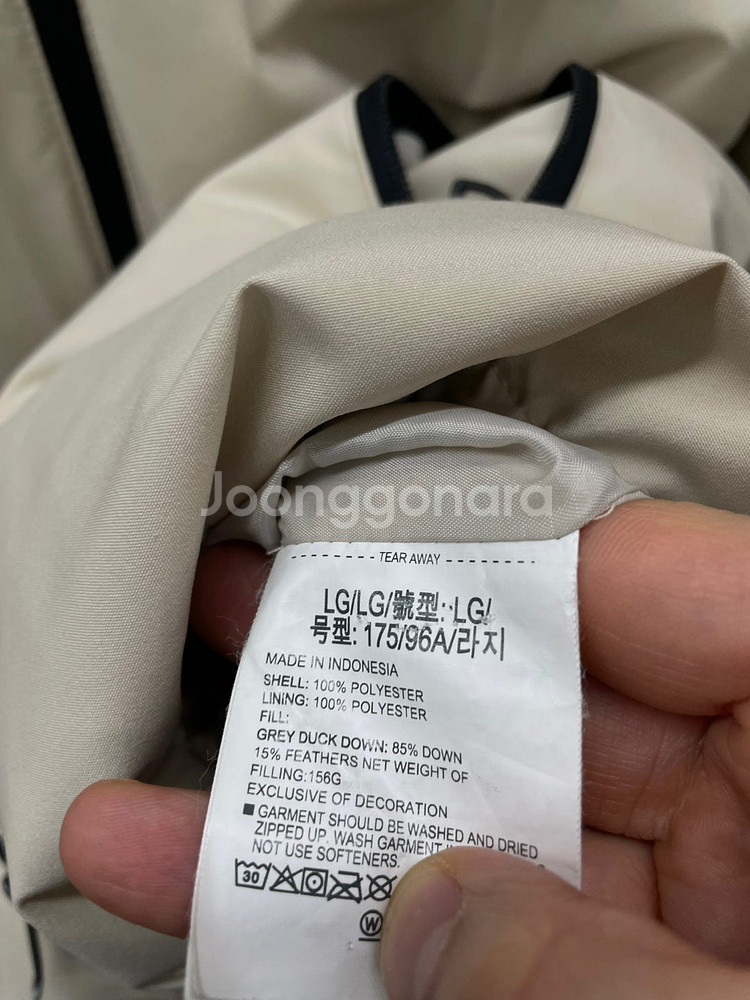 Joonggonara
TEAR AWAY
LG/LG/號型:LG/
号型: 175/96A/라지
MADE IN INDONESIA
SHELL: 100% POLYESTER
LINING: 100% POLYESTER
FILL:
GREY DUCK DOWN: 85% DOWN
15% FEATHERS NET WEIGHT OF
FILLING:156G
EXCLUSIVE OF DECORATION
■ GARMENT SHOULD BE WASHED AND DRIED
ZIPPED UP. WASH GARMENT
NOT USE SOFTENERS.
30
W